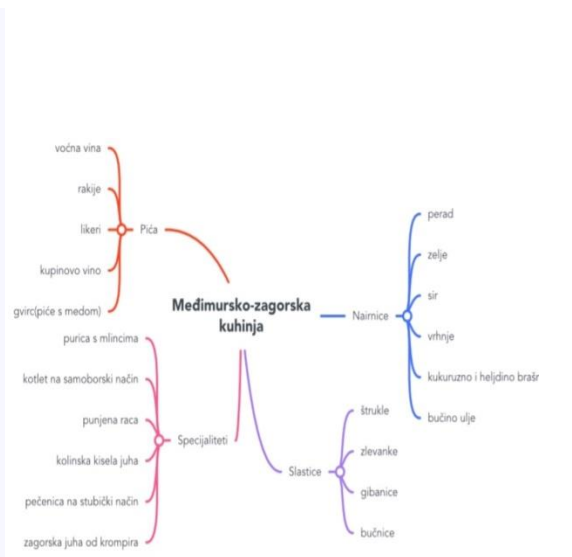 Međimursko-zagorska
kuhinja
Pića
voćna vina
rakije
likeri
kupinovo vino
gvirc(piće s medom)
Specijaliteti
purica s mlincima
kotlet na samoborski način
punjena raca
kolinska kisela juha
pečenica na stubički način
zagorska juha od krompira
Namirnice
perad
zelje
sir
vrhnje
kukuruzno i heljdino brašr
bučino ulje
Slastice
štrukle
zlevanke
gibanice
bučnice